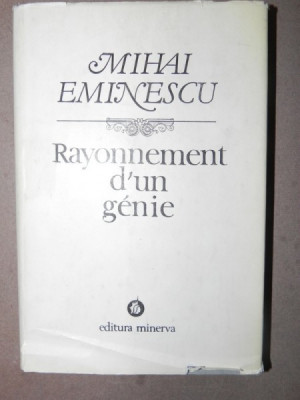 MIHAI
EMINESCU
Rayonnement
d'un
génie
editura minerva